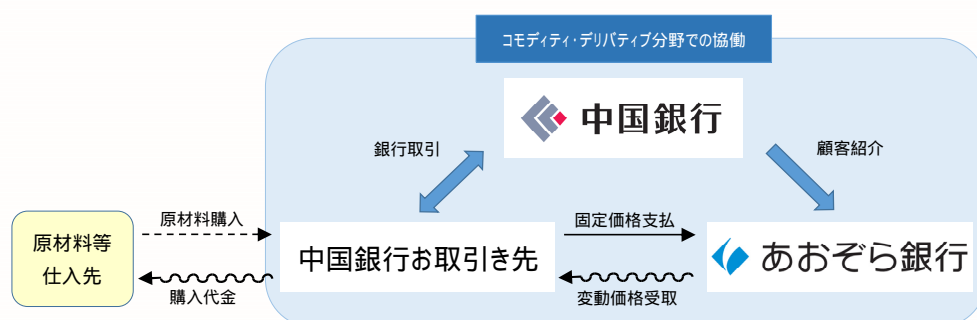 コモディティ・デリバティブ分野での協働
中国銀行
銀行取引
顧客紹介
原材料等
仕入先
原材料購入
購入代金
中国銀行お取引き先
固定価格支払
変動価格受取
あおぞら銀行